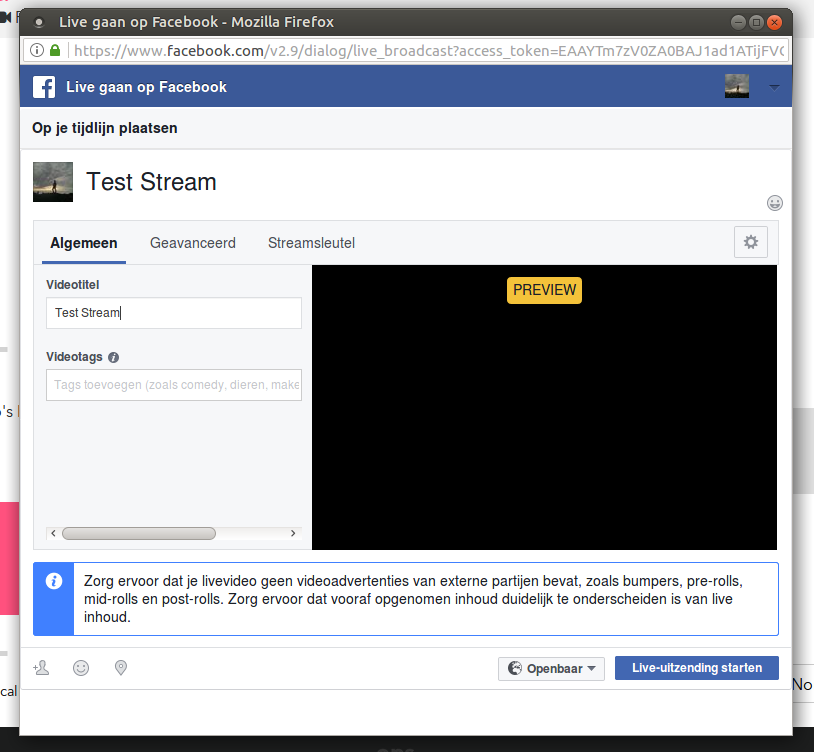 Live gaan op Facebook - Mozilla Firefox
https://www.facebook.com/v2.9/dialog/live_broadcast?access_token=EAAYTm7zV0ZA0BAJ1ad1ATijFVC
Live gaan op Facebook
Op je tijdlijn plaatsen
Test Stream
Algemeen Geavanceerd Streamsleutel
Videotitel
PREVIEW
Test Stream
Videotags
Tags toevoegen (zoals comedy, dieren, make
o's
Zorg ervoor dat je livevideo geen videoadvertenties van externe partijen bevat, zoals bumpers, pre-rolls,
mid-rolls en post-rolls. Zorg ervoor dat vooraf opgenomen inhoud duidelijk te onderscheiden is van live
inhoud.
Openbaar Live-uitzending starten
cal
No